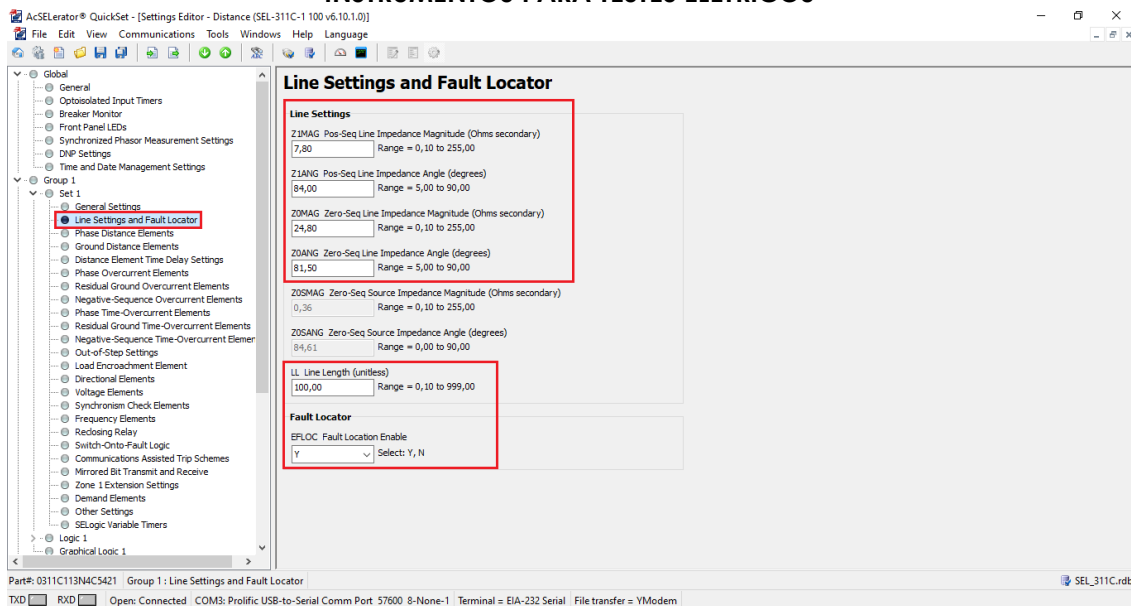 INSTRUMENTOS PARA TESTES ELÉTRICOS
AcSELerator® QuickSet - [Settings Editor - Distance (SEL-311C-1 100 v6.10.1.0)]
File Edit View Communications Tools Windows Help Language
Global
General
Optoisolated Input Timers
Breaker Monitor
Front Panel LEDs
Synchronized Phasor Measurement Settings
DNP Settings
Time and Date Management Settings
Group 1
Set 1
General Settings
Line Settings and Fault Locator
Phase Distance Elements
Ground Distance Elements
Distance Element Time Delay Settings
Phase Overcurrent Elements
Residual Ground Overcurrent Elements
Negative-Sequence Overcurrent Elements
Phase Time-Overcurrent Elements
Residual Ground Time-Overcurrent Elements
Negative-Sequence Time-Overcurrent Elemen
Out-of-Step Settings
Load Encroachment Element
Directional Elements
Voltage Elements
Synchronism Check Elements
Frequency Elements
Reclosing Relay
Switch-Onto-Fault Logic
Communications Assisted Trip Schemes
Mirrored Bit Transmit and Receive
Zone 1 Extension Settings
Demand Elements
Other Settings
SELogic Variable Timers
Logic 1
Graphical Logic 1
Line Settings and Fault Locator
Line Settings
Z1MAG Pos-Seq Line Impedance Magnitude (Ohms secondary)
7,80 Range = 0,10 to 255,00
Z1ANG Pos-Seq Line Impedance Angle (degrees)
84,00 Range = 5,00 to 90,00
Z0MAG Zero-Seq Line Impedance Magnitude (Ohms secondary)
24,80 Range = 0,10 to 255,00
Z0ANG Zero-Seq Line Impedance Angle (degrees)
81,50 Range = 5,00 to 90,00
Z0SMAG Zero-Seq Source Impedance Magnitude (Ohms secondary)
0,36 Range = 0,10 to 255,00
Z0SANG Zero-Seq Source Impedance Angle (degrees)
84,61 Range = 0,00 to 90,00
LL Line Length (unitless)
100,00 Range = 0,10 to 999,00
Fault Locator
EFLOC Fault Location Enable
Y Select: Y, N
Part#: 0311C113N4C5421 Group 1 : Line Settings and Fault Locator SEL_311C.rdb
TXD RXD Open: Connected COM3: Prolific USB-to-Serial Comm Port 57600 8-None-1 Terminal = EIA-232 Serial File transfer = YModem